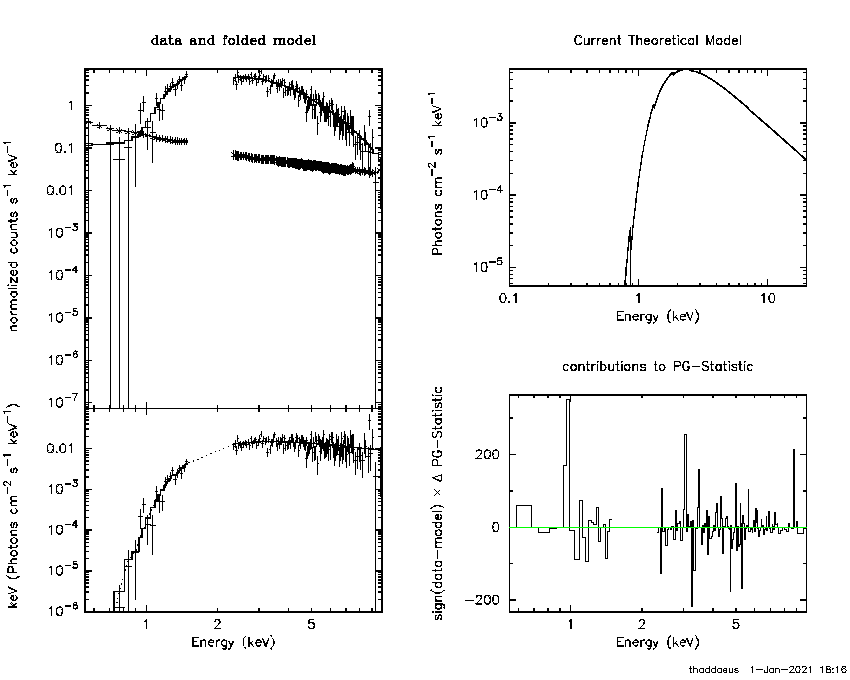 data and folded model
normalized counts s⁻¹ keV⁻¹
1
0.1
0.01
10⁻³
10⁻⁴
10⁻⁵
10⁻⁶
10⁻⁷
keV (Photons cm⁻² s⁻¹ keV⁻¹)
0.01
10⁻³
10⁻⁴
10⁻⁵
10⁻⁶
1 2 5
Energy (keV)
Current Theoretical Model
Photons cm⁻² s⁻¹ keV⁻¹
10⁻³
10⁻⁴
10⁻⁵
0.1 1 10
Energy (keV)
contributions to PG-Statistic
sign(data-model) × Δ PG-Statistic
200
0
-200
1 2 5
Energy (keV)
thaddaeus 1-Jan-2021 18:16